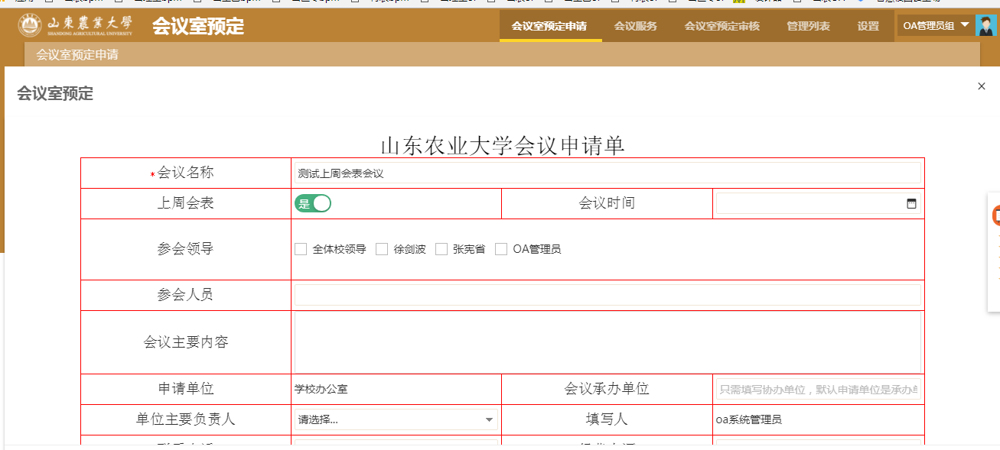 山東農業大學
SHANDONG AGRICULTURAL UNIVERSITY
会议室预定
会议室预定申请
会议服务
会议室预定审核
管理列表
设置
OA管理员组
会议室预定申请
会议室预定
×
山东农业大学会议申请单
*会议名称
测试上周会表会议
上周会表
是
会议时间
参会领导
全体校领导
徐剑波
张宪省
OA管理员
参会人员
会议主要内容
申请单位
学校办公室
会议承办单位
只需填写协办单位，默认申请单位是承办单
单位主要负责人
请选择...
填写人
oa系统管理员